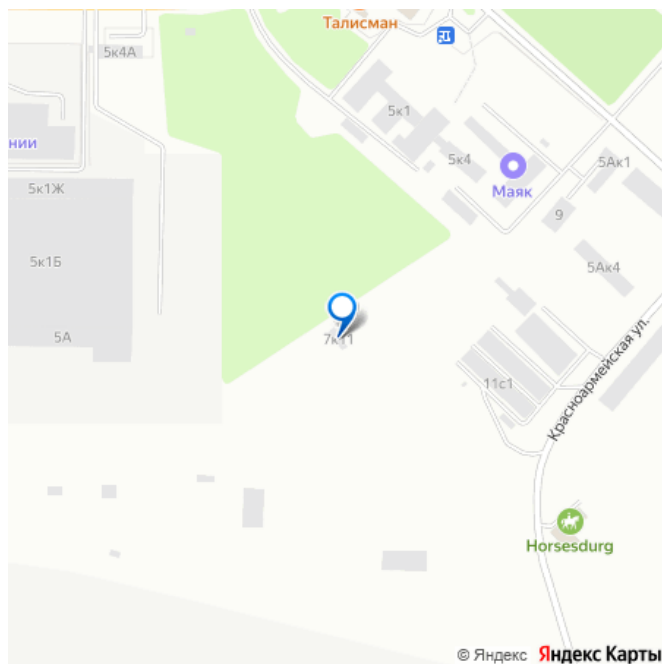 Талисман
5к4А
5к1
нии
5к4
5Ак1
Маяк
5к1Ж
9
5к1Б
5Ак4
5А
7к11
Красноармейская ул.
11с1
Horsesdurg
© Яндекс Яндекс Карты